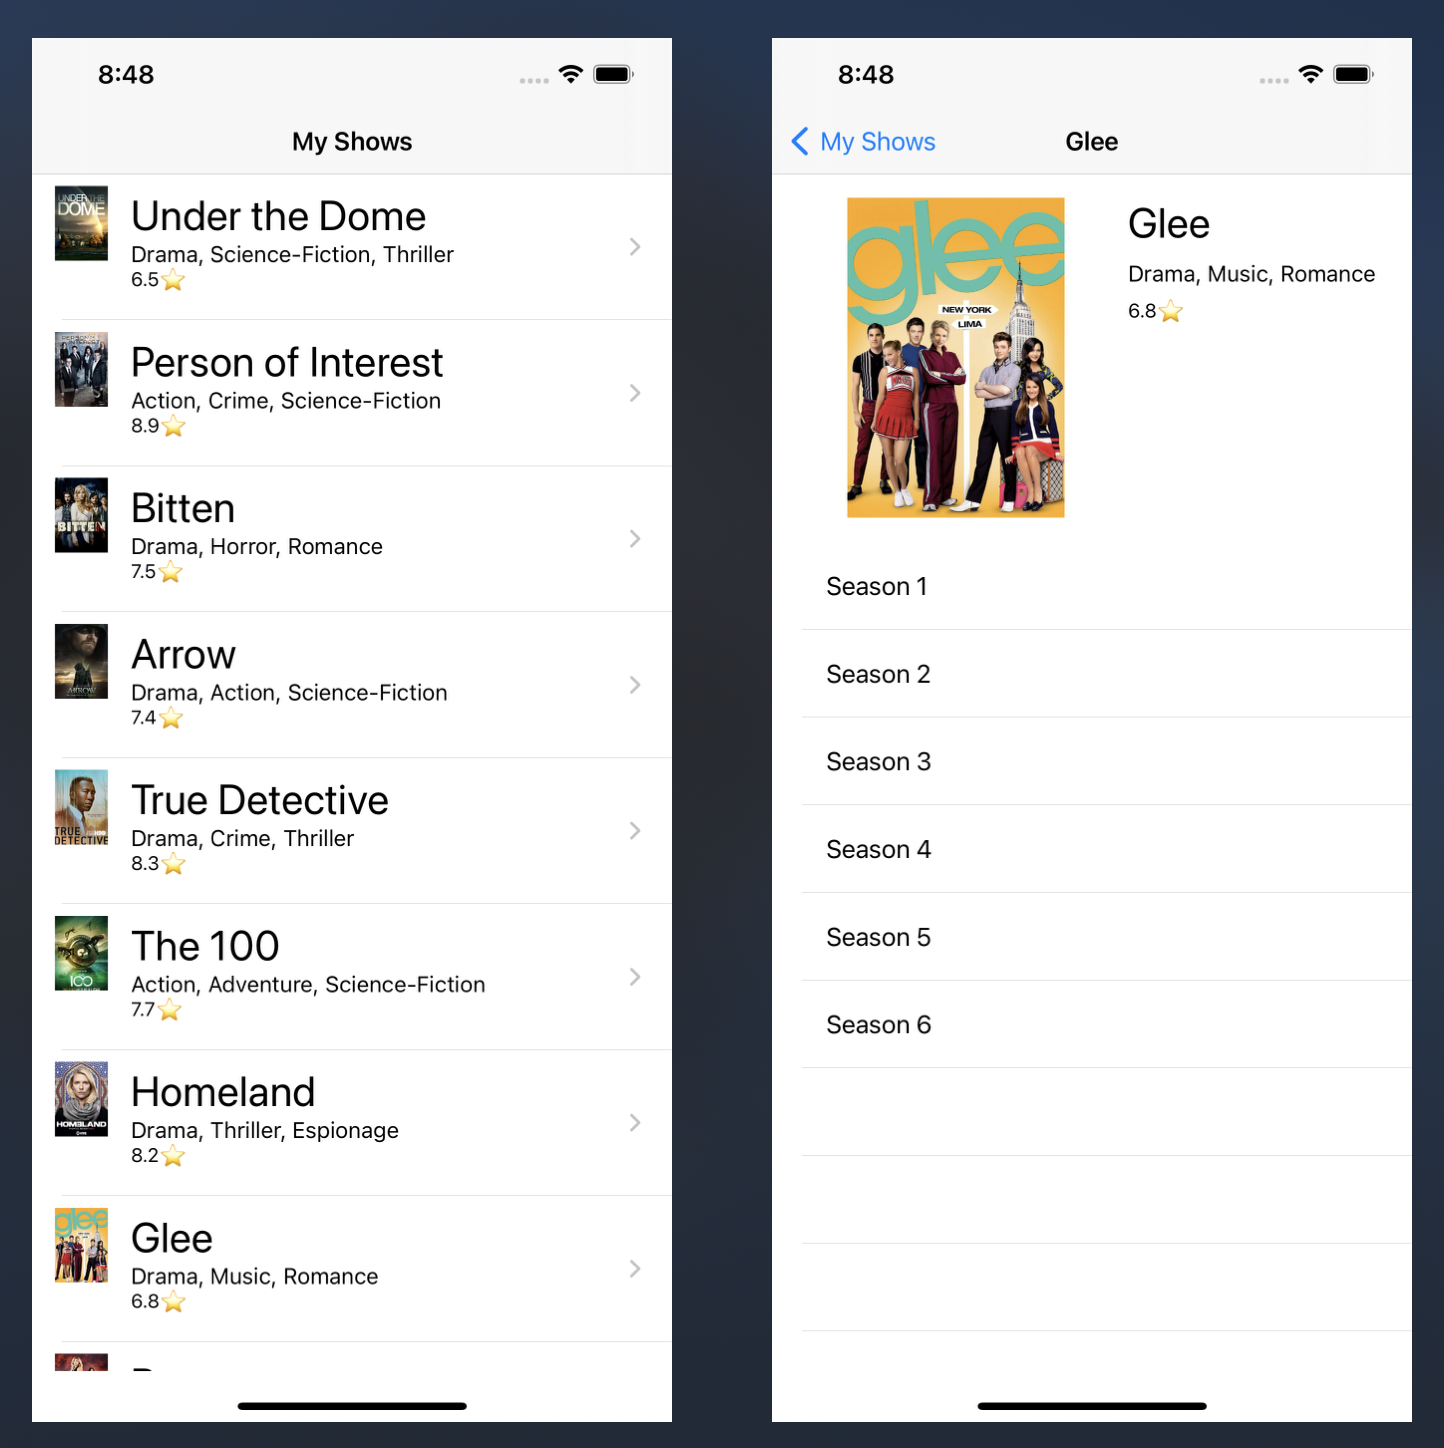 8:48
My Shows
UNDER THE
DOME
Under the Dome
Drama, Science-Fiction, Thriller
6.5⭐
Person of Interest
Action, Crime, Science-Fiction
8.9⭐
BITTEN
Bitten
Drama, Horror, Romance
7.5⭐
ARROW
Arrow
Drama, Action, Science-Fiction
7.4⭐
TRUE
DETECTIVE
True Detective
Drama, Crime, Thriller
8.3⭐
100
The 100
Action, Adventure, Science-Fiction
7.7⭐
HOMELAND
Homeland
Drama, Thriller, Espionage
8.2⭐
glee
Glee
Drama, Music, Romance
6.8⭐
8:48
My Shows
Glee
glee
NEW YORK
LIMA
Glee
Drama, Music, Romance
6.8⭐
Season 1
Season 2
Season 3
Season 4
Season 5
Season 6